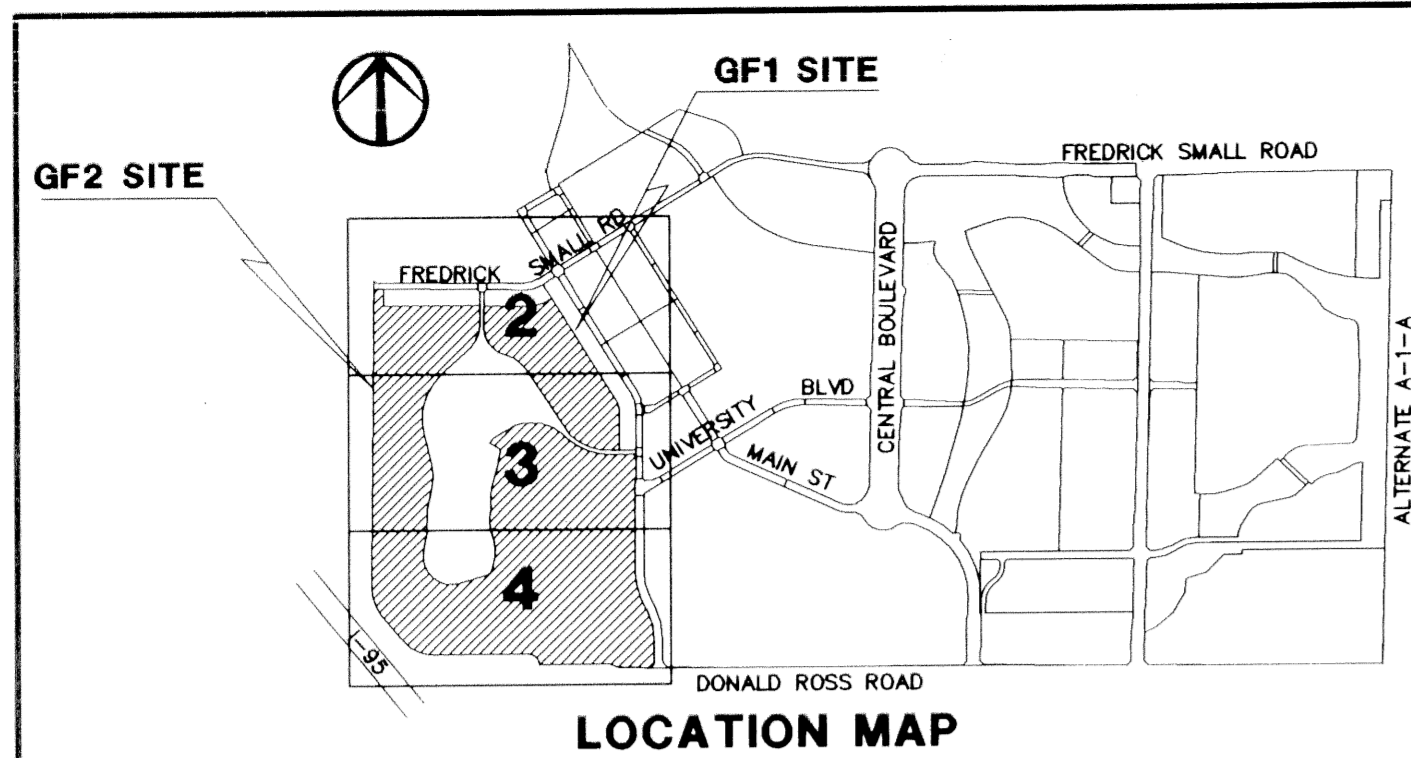 GF1 SITE
FREDRICK SMALL ROAD
GF2 SITE
FREDRICK SMALL RD
2
CENTRAL BOULEVARD
ALTERNATE A-1-A
UNIVERSITY BLVD
MAIN ST
3
4
I-95
DONALD ROSS ROAD
LOCATION MAP